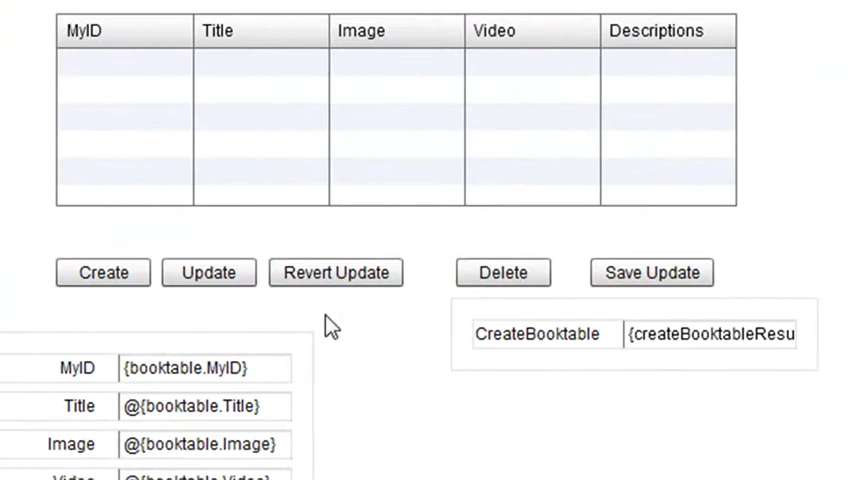 MyID Title Image Video Descriptions
Create Update Revert Update Delete Save Update
CreateBooktable {createBooktableResu
MyID {booktable.MyID}
Title @{booktable.Title}
Image @{booktable.Image}
Video @{booktable.Video}